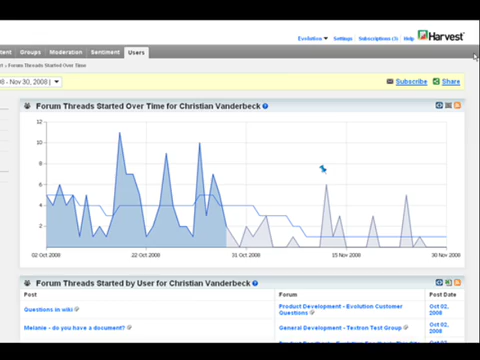 Evolution Settings Subscriptions (5) Help Harvest
tent Groups Moderation Sentiment Users
Forum Threads Started Over Time
08 - Nov 30, 2008
Subscribe Share
Forum Threads Started Over Time for Christian Vanderbeck
12
10
8
6
4
2
02 Oct 2008 22 Oct 2008 31 Oct 2008 15 Nov 2008 30 Nov 2008
Forum Threads Started by User for Christian Vanderbeck
Post Forum Post Date
Questions in wiki Product Development - Evolution Customer Questions Oct 02, 2008
Melanie - do you have a document? General Development - Textron Test Group Oct 02, 2008